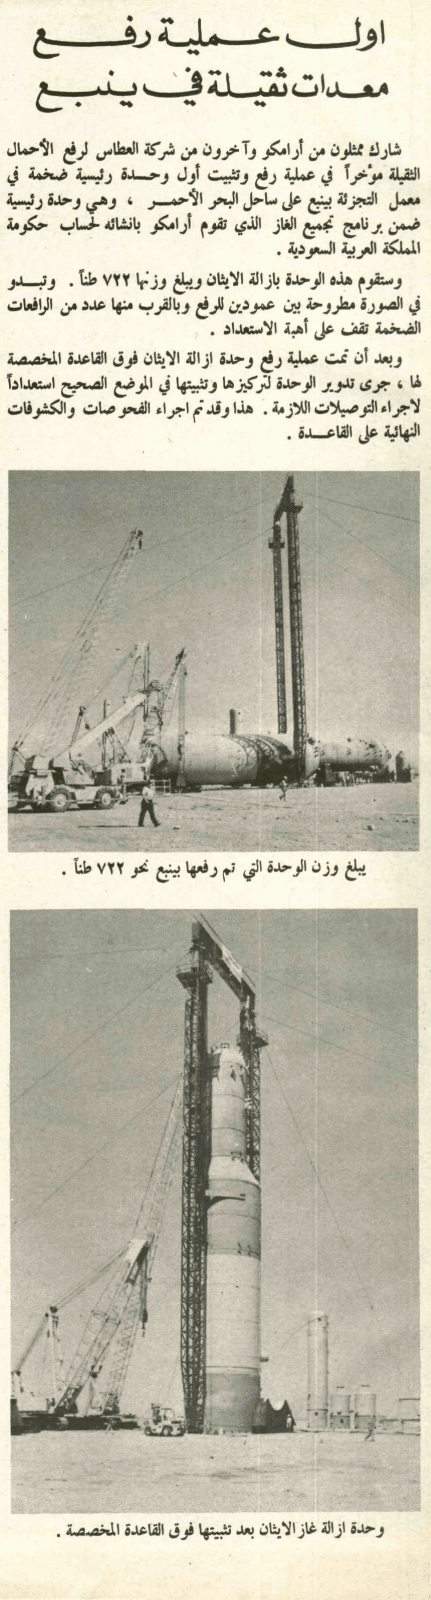 اول عملية رفع
معدات ثقيلة في ينبع
شارك ممثلون من أرامكو وآخرون من شركة العطاس لرفع الأحمال
الثقيلة مؤخراً في عملية رفع وتثبيت أول وحدة رئيسية ضخمة في
معمل التجزئة بينبع على ساحل البحر الأحمر ، وهي وحدة رئيسية
ضمن برنامج تجميع الغاز الذي تقوم أرامكو بانشائه لحساب حكومة
المملكة العربية السعودية .
وستقوم هذه الوحدة بازالة الايثان ويبلغ وزنها ٧٢٢ طناً . وتبدو
في الصورة مطروحة بين عمودين للرفع وبالقرب منها عدد من الرافعات
الضخمة تقف على أهبة الاستعداد .
وبعد أن تمت عملية رفع وحدة ازالة الايثان فوق القاعدة المخصصة
لها ، جرى تدوير الوحدة لتركيزها وتثبيتها في الموضع الصحيح استعداداً
لاجراء التوصيلات اللازمة . هذا وقد تم اجراء الفحوصات والكشوفات
النهائية على القاعدة .
يبلغ وزن الوحدة التي تم رفعها بينبع نحو ٧٢٢ طناً .
وحدة ازالة غاز الايثان بعد تثبيتها فوق القاعدة المخصصة .